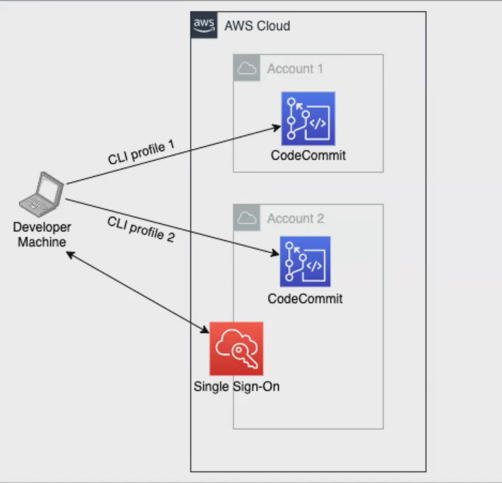 aws
AWS Cloud
Account 1
CodeCommit
CLI profile 1
Developer
Machine
CLI profile 2
Account 2
CodeCommit
Single Sign-On